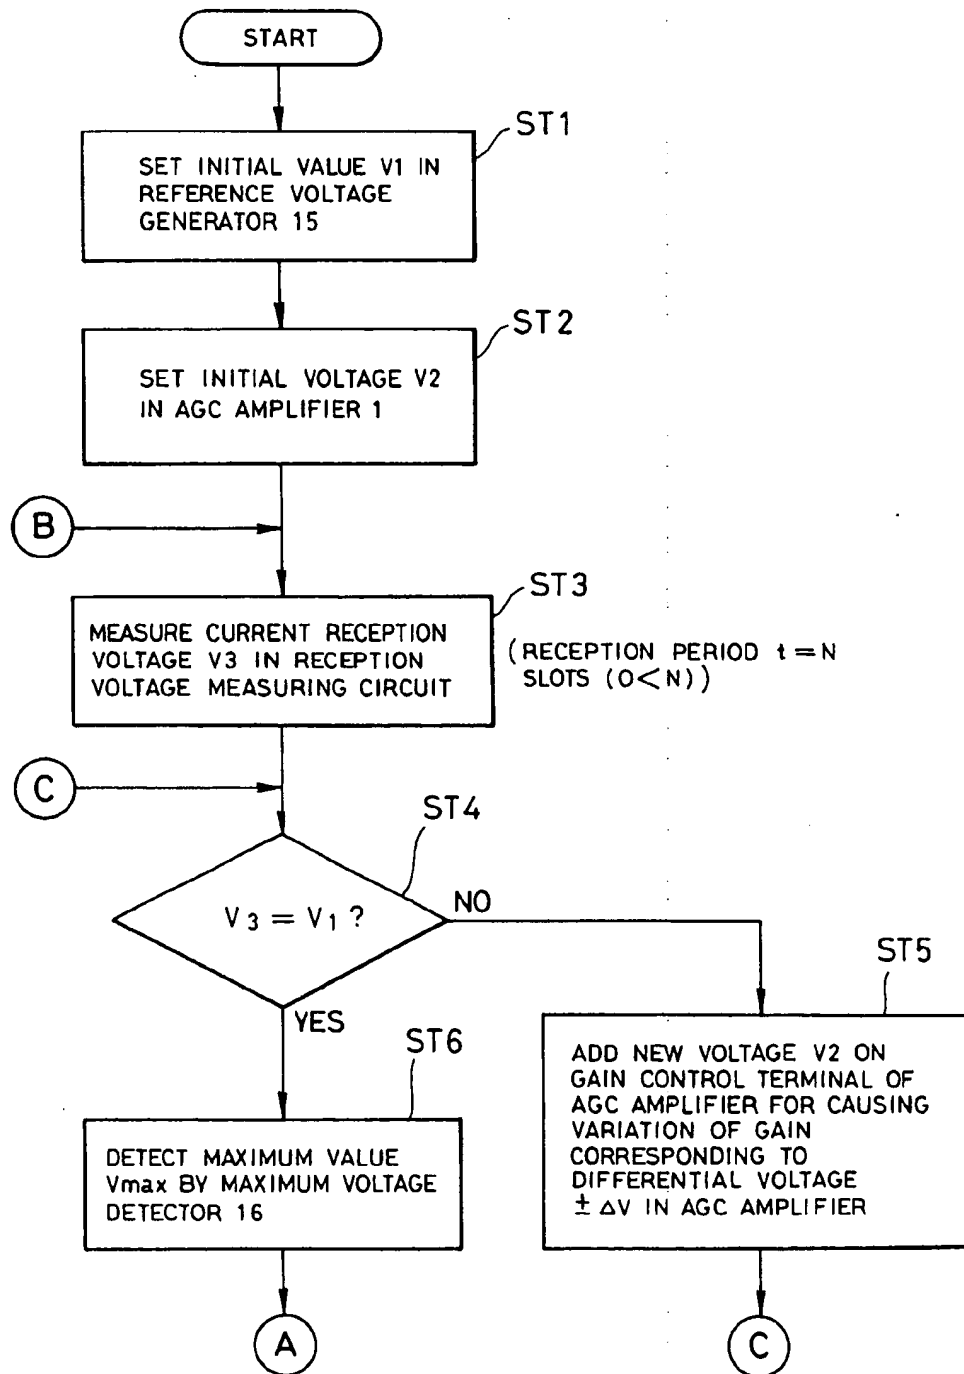 START
ST1
SET INITIAL VALUE V1 IN
REFERENCE VOLTAGE
GENERATOR 15
ST2
SET INITIAL VOLTAGE V2
IN AGC AMPLIFIER 1
B
ST3
MEASURE CURRENT RECEPTION
VOLTAGE V3 IN RECEPTION
VOLTAGE MEASURING CIRCUIT
(RECEPTION PERIOD t=N
SLOTS (0<N))
C
ST4
V3 = V1 ?
NO
YES
ST5
ADD NEW VOLTAGE V2 ON
GAIN CONTROL TERMINAL OF
AGC AMPLIFIER FOR CAUSING
VARIATION OF GAIN
CORRESPONDING TO
DIFFERENTIAL VOLTAGE
± ΔV IN AGC AMPLIFIER
ST6
DETECT MAXIMUM VALUE
Vmax BY MAXIMUM VOLTAGE
DETECTOR 16
A
C